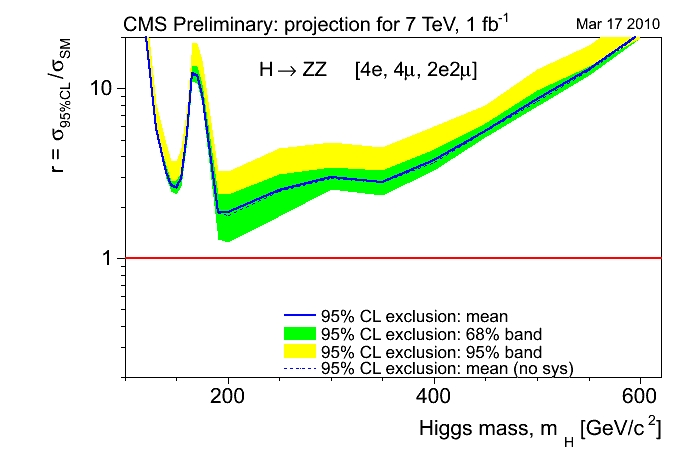 CMS Preliminary: projection for 7 TeV, 1 fb⁻¹
Mar 17 2010
H → ZZ [4e, 4μ, 2e2μ]
r = σ95%CL /σSM
10
1
95% CL exclusion: mean
95% CL exclusion: 68% band
95% CL exclusion: 95% band
95% CL exclusion: mean (no sys)
200 400 600
Higgs mass, m H [GeV/c²]